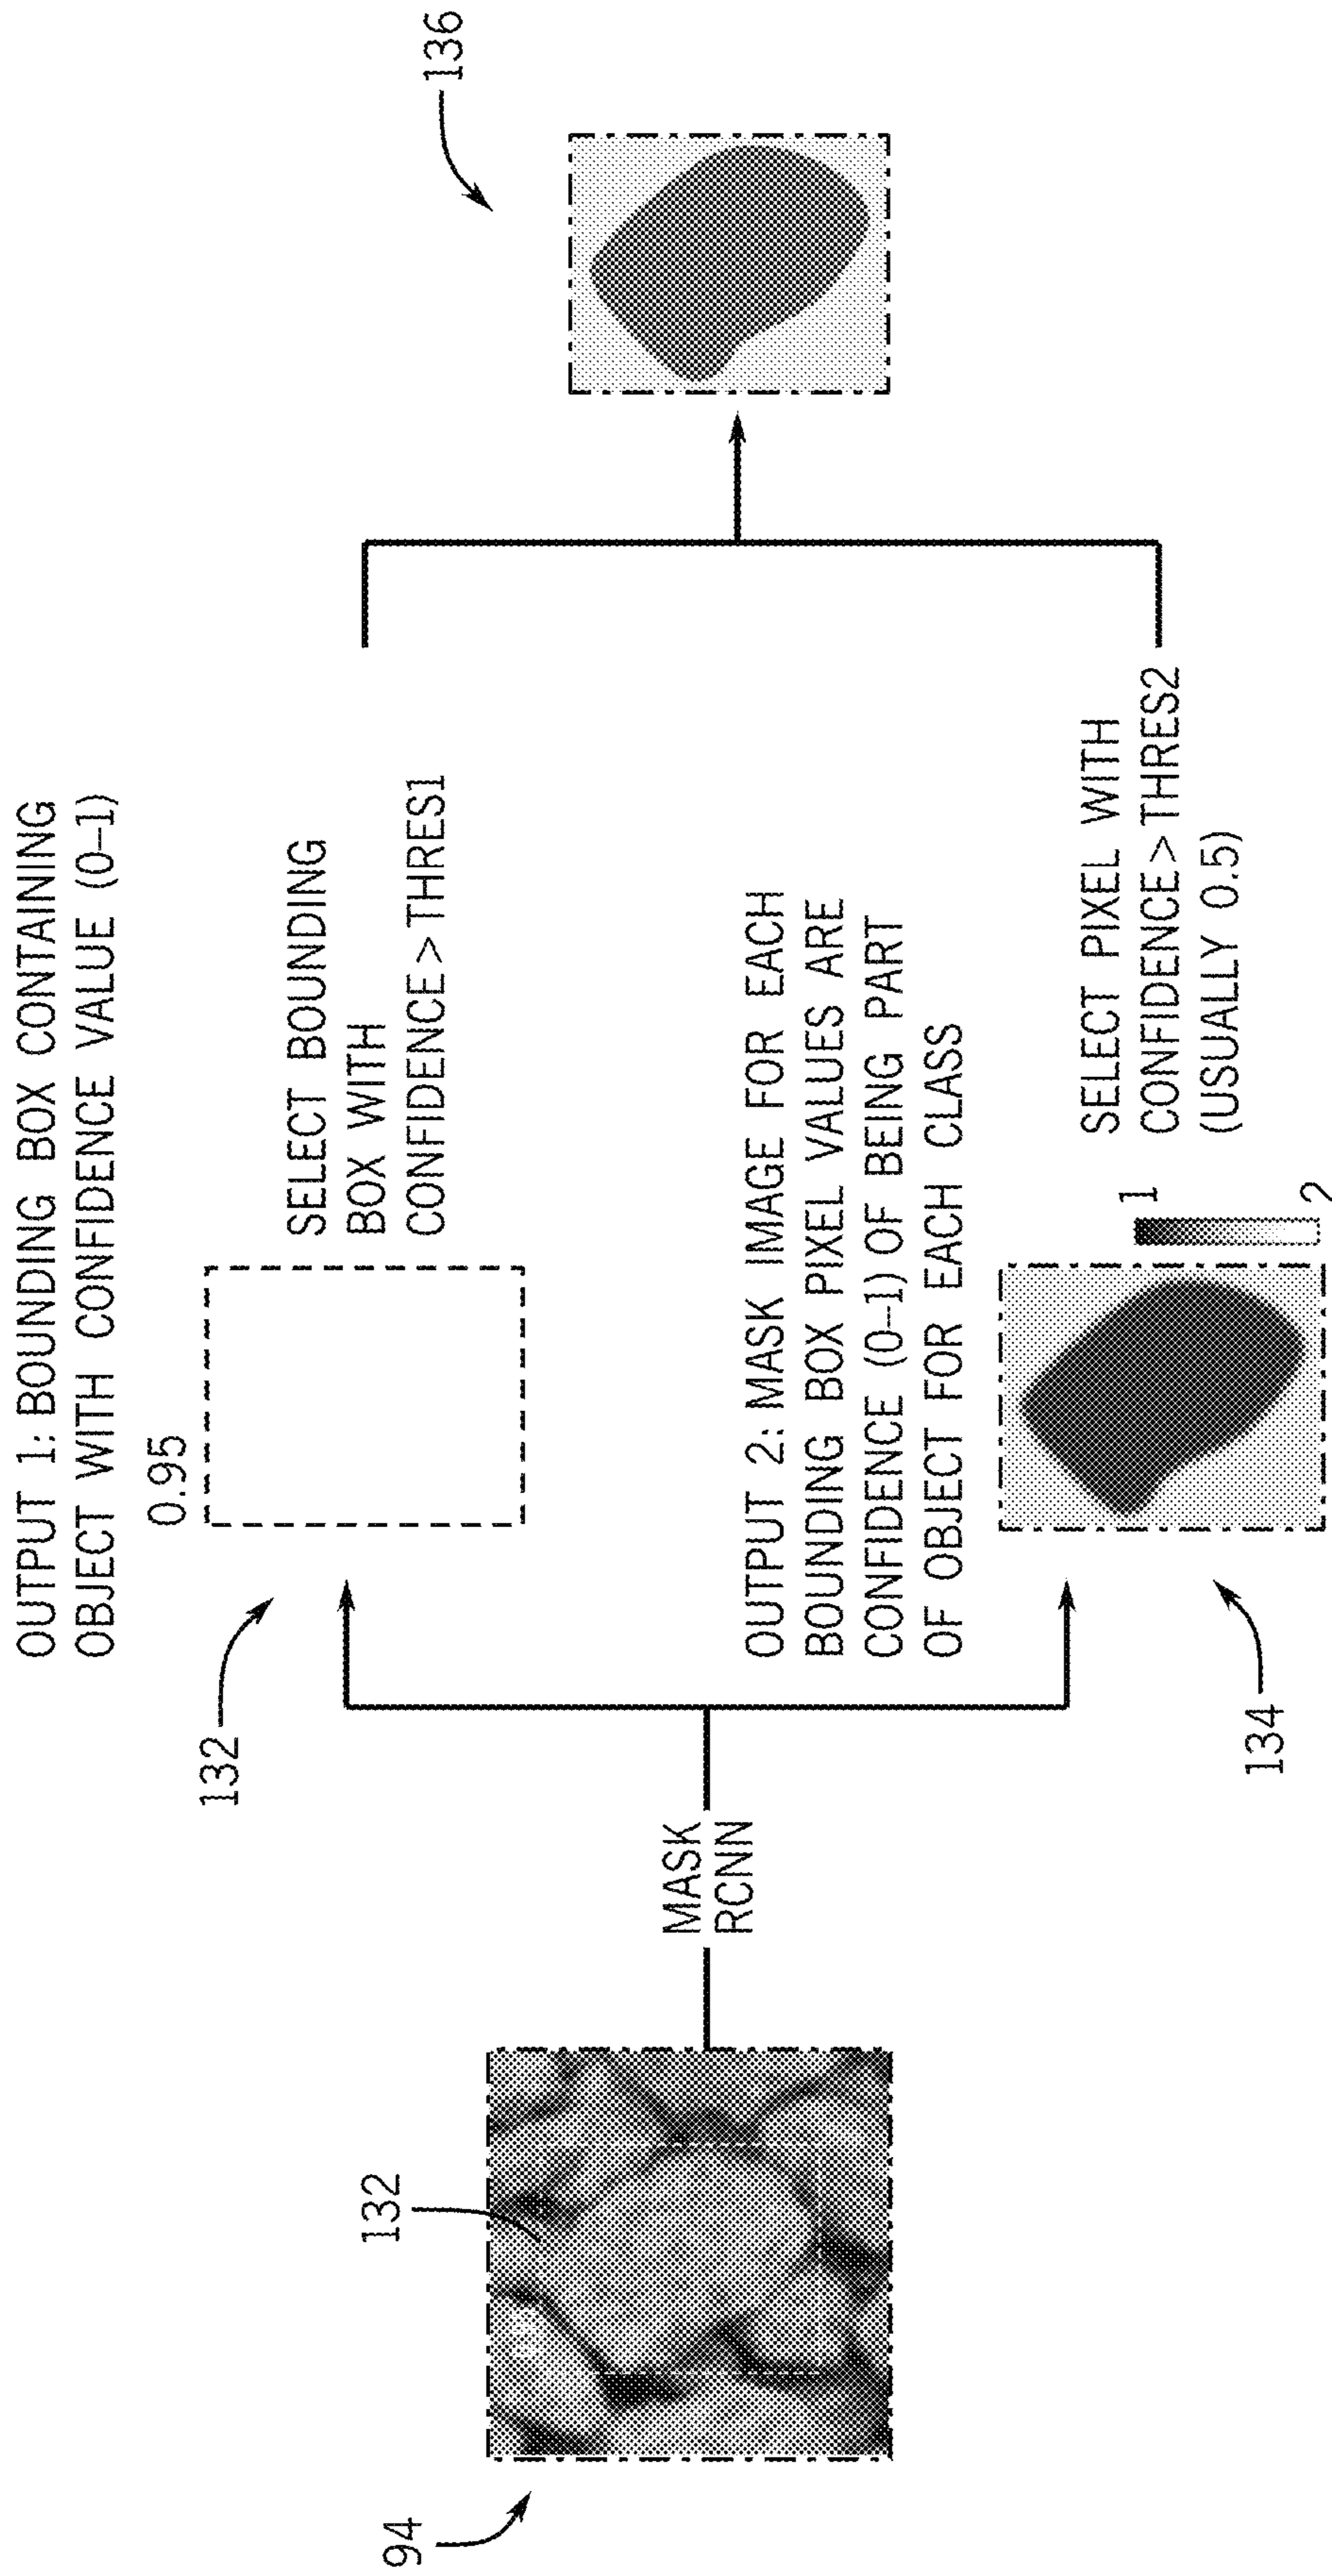 94
132
MASK
RCNN
132
OUTPUT 1: BOUNDING BOX CONTAINING
OBJECT WITH CONFIDENCE VALUE (0–1)
0.95
SELECT BOUNDING
BOX WITH
CONFIDENCE > THRES1
OUTPUT 2: MASK IMAGE FOR EACH
BOUNDING BOX PIXEL VALUES ARE
CONFIDENCE (0–1) OF BEING PART
OF OBJECT FOR EACH CLASS
134
1
2
SELECT PIXEL WITH
CONFIDENCE > THRES2
(USUALLY 0.5)
136